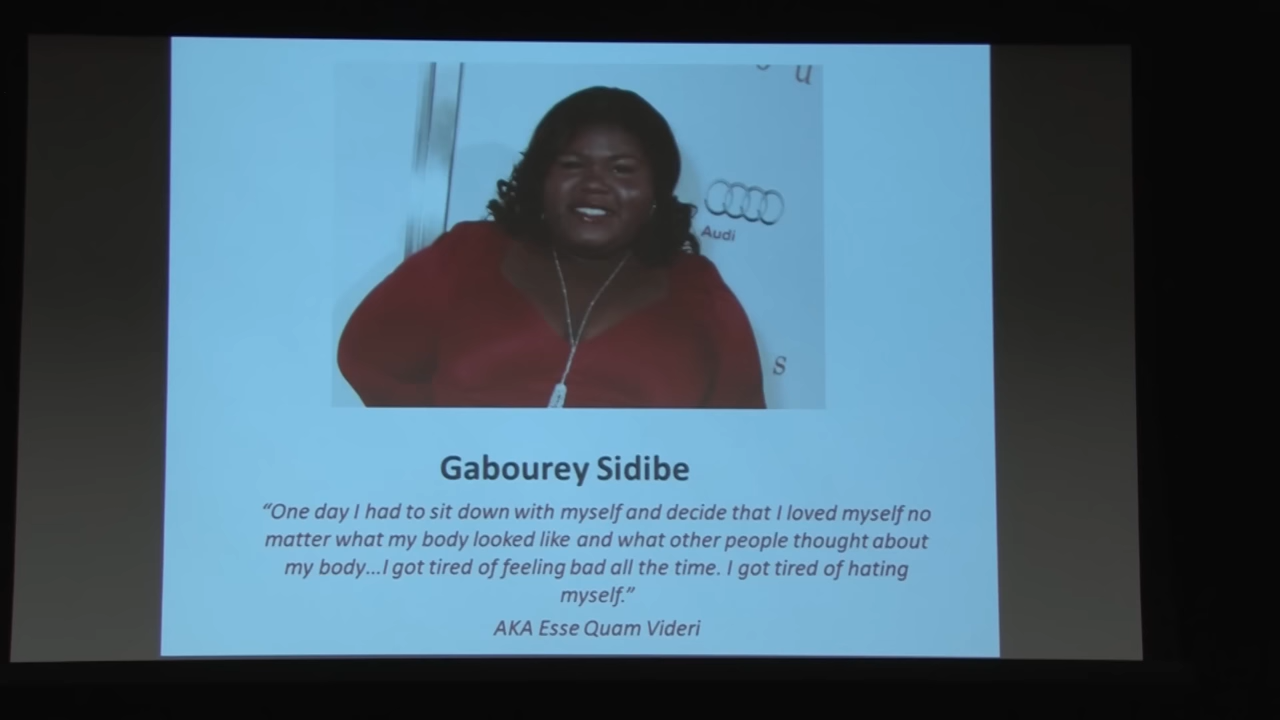 u
Audi
s
Gabourey Sidibe
“One day I had to sit down with myself and decide that I loved myself no
matter what my body looked like and what other people thought about
my body...I got tired of feeling bad all the time. I got tired of hating
myself.”
AKA Esse Quam Videri